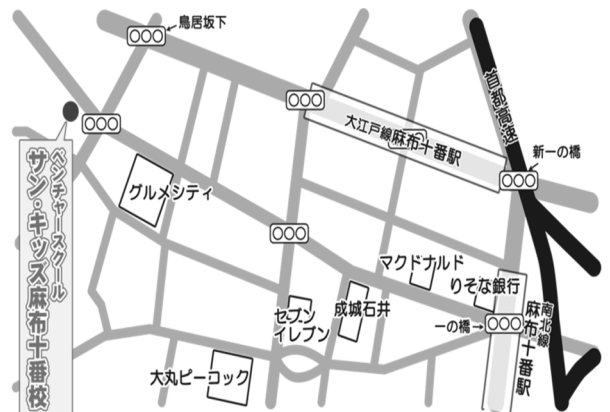 鳥居坂下
首都高速
大江戸線麻布十番駅
新一の橋
ベンチャースクール
サン・キッズ麻布十番校
グルメシティ
マクドナルド
りそな銀行
セブン
イレブン
成城石井
一の橋→
南北線
麻布十番駅
大丸ピーコック